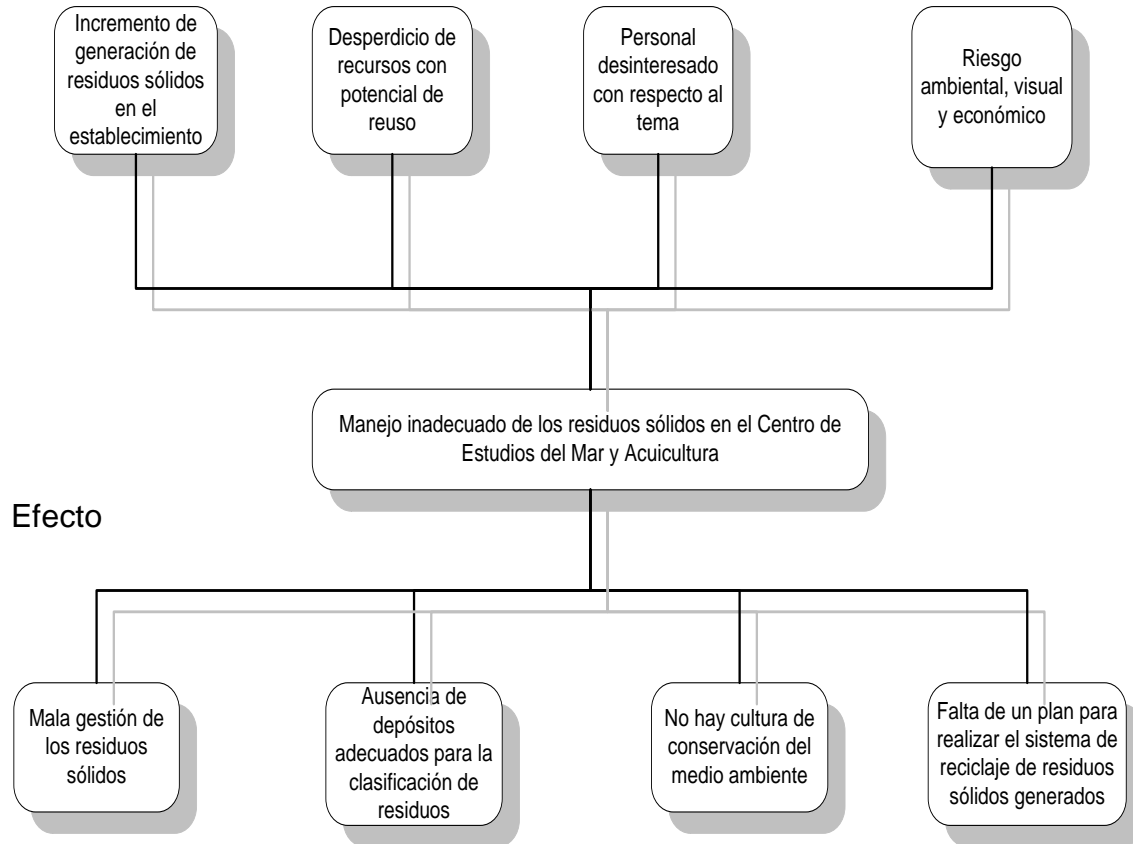 Incremento de
generación de
residuos sólidos
en el
establecimiento
Desperdicio de
recursos con
potencial de
reuso
Personal
desinteresado
con respecto al
tema
Riesgo
ambiental, visual
y económico
Manejo inadecuado de los residuos sólidos en el Centro de
Estudios del Mar y Acuicultura
Efecto
Mala gestión de
los residuos
sólidos
Ausencia de
depósitos
adecuados para la
clasificación de
residuos
No hay cultura de
conservación del
medio ambiente
Falta de un plan para
realizar el sistema de
reciclaje de residuos
sólidos generados